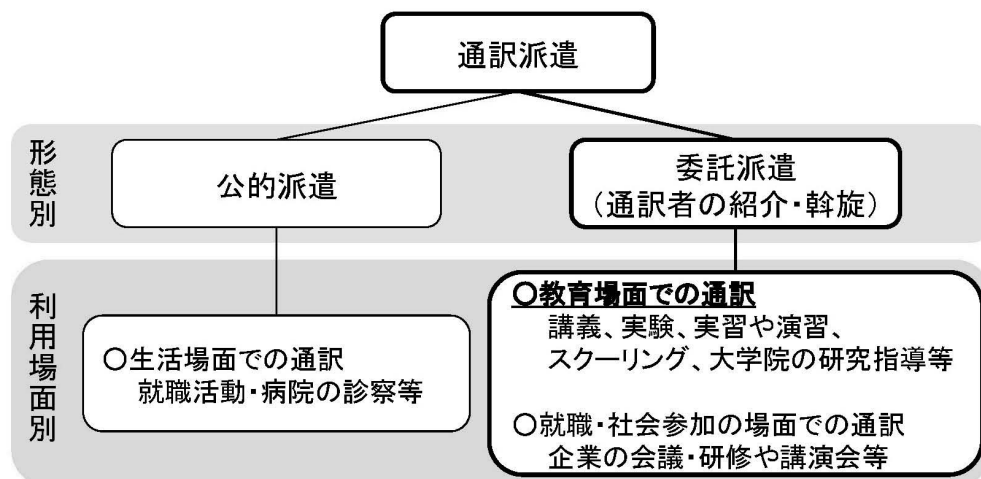 通訳派遣
形態別
公的派遣
委託派遣
(通訳者の紹介・斡旋)
利用場面別
○生活場面での通訳
就職活動・病院の診察等
○教育場面での通訳
講義、実験、実習や演習、
スクーリング、大学院の研究指導等
○就職・社会参加の場面での通訳
企業の会議・研修や講演会等